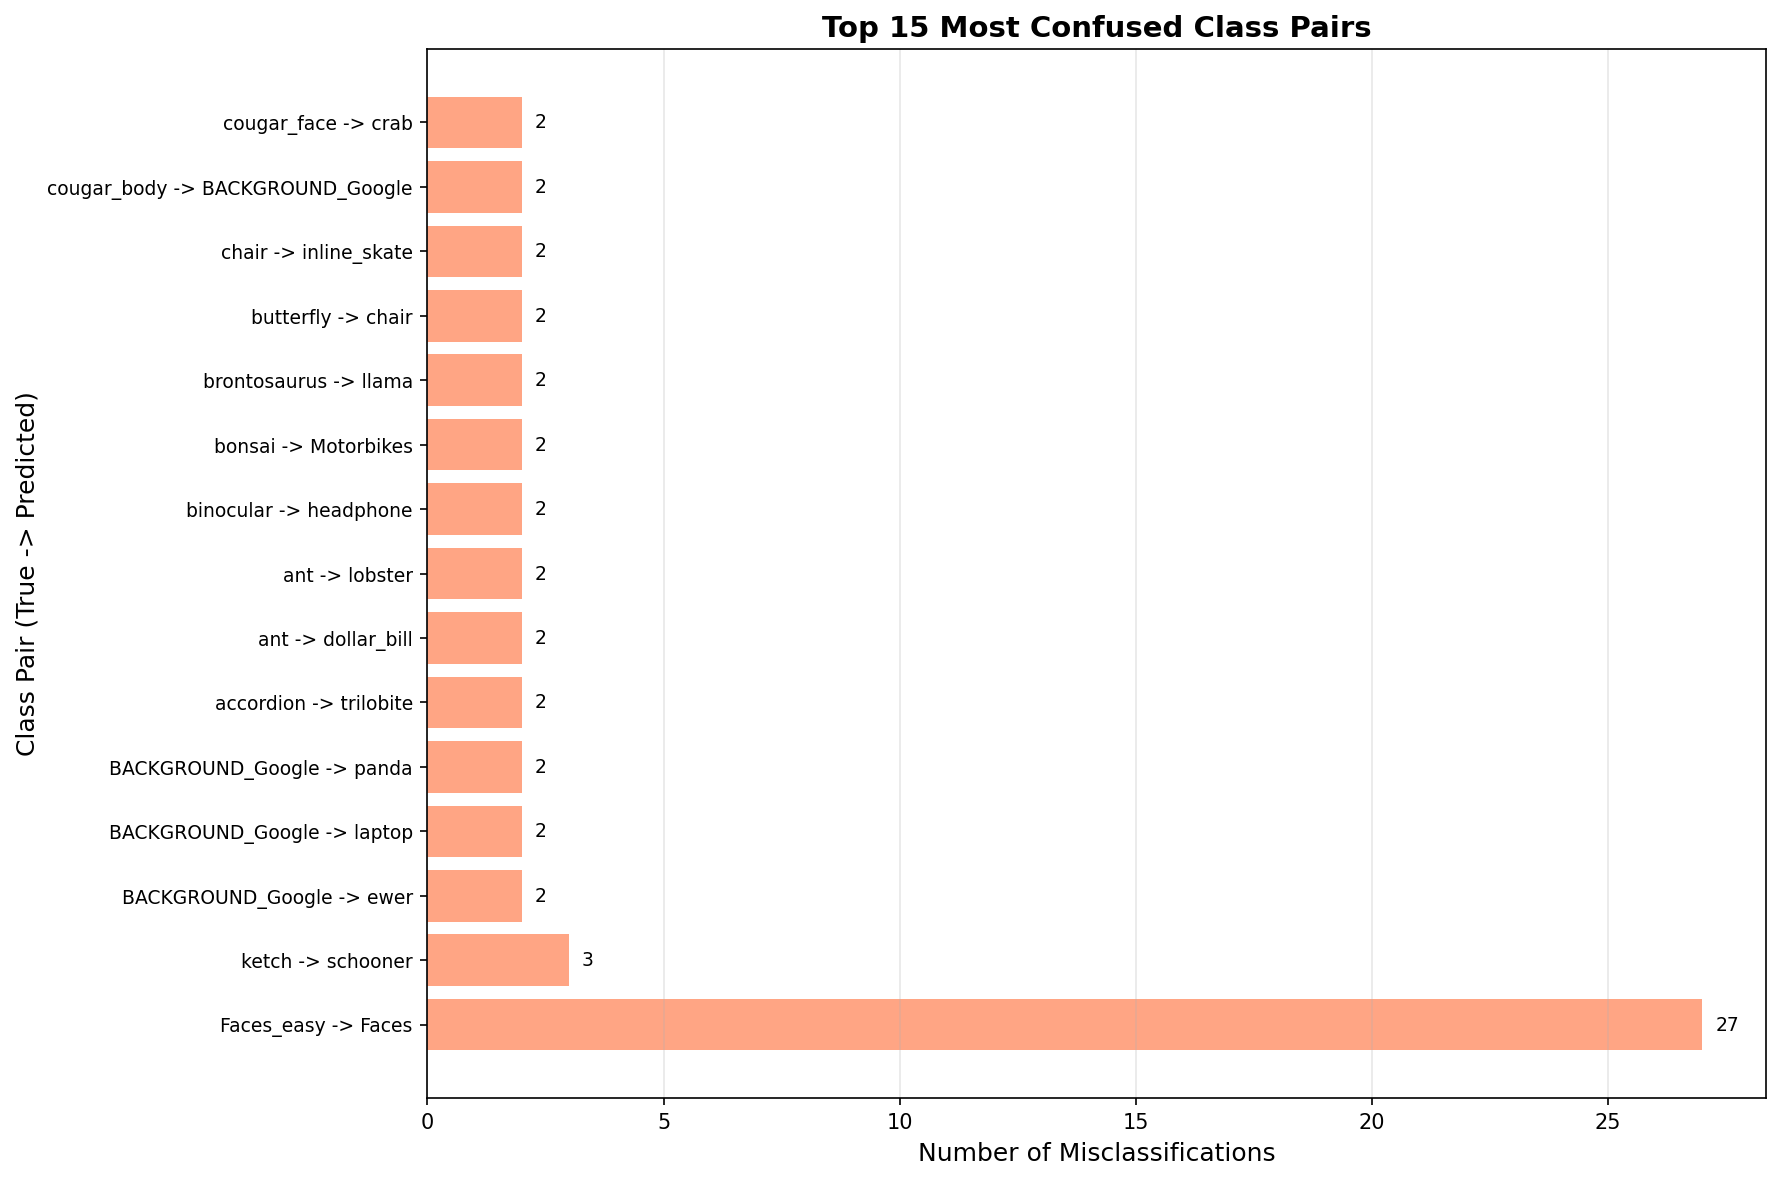 Top 15 Most Confused Class Pairs
Class Pair (True -> Predicted)
cougar_face -> crab 2
cougar_body -> BACKGROUND_Google 2
chair -> inline_skate 2
butterfly -> chair 2
brontosaurus -> llama 2
bonsai -> Motorbikes 2
binocular -> headphone 2
ant -> lobster 2
ant -> dollar_bill 2
accordion -> trilobite 2
BACKGROUND_Google -> panda 2
BACKGROUND_Google -> laptop 2
BACKGROUND_Google -> ewer 2
ketch -> schooner 3
Faces_easy -> Faces 27
0 5 10 15 20 25
Number of Misclassifications